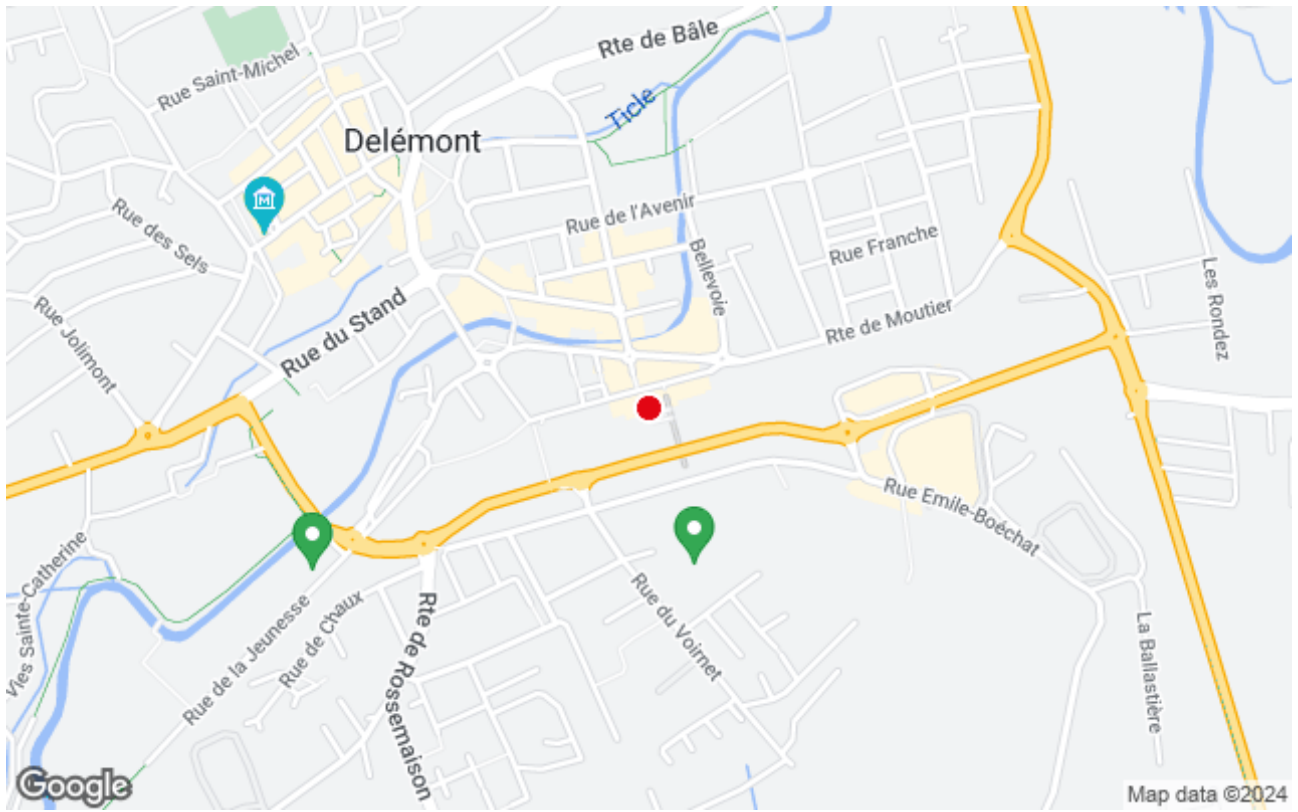 Rte de Bâle
Rue Saint-Michel
Ticle
Delémont
M
Rue de l'Avenir
Rue des Sels
Rue Franche
Bellevoie
Les Rondez
Rue du Stand
Rte de Moutier
Rue Jolimont
Rue Emile-Boéchat
Vies Sainte-Catherine
Rue de la Jeunesse
Rue de Chaux
Rte de Rossemaison
Rue du Voirnet
La Ballastière
Google
Map data ©2024